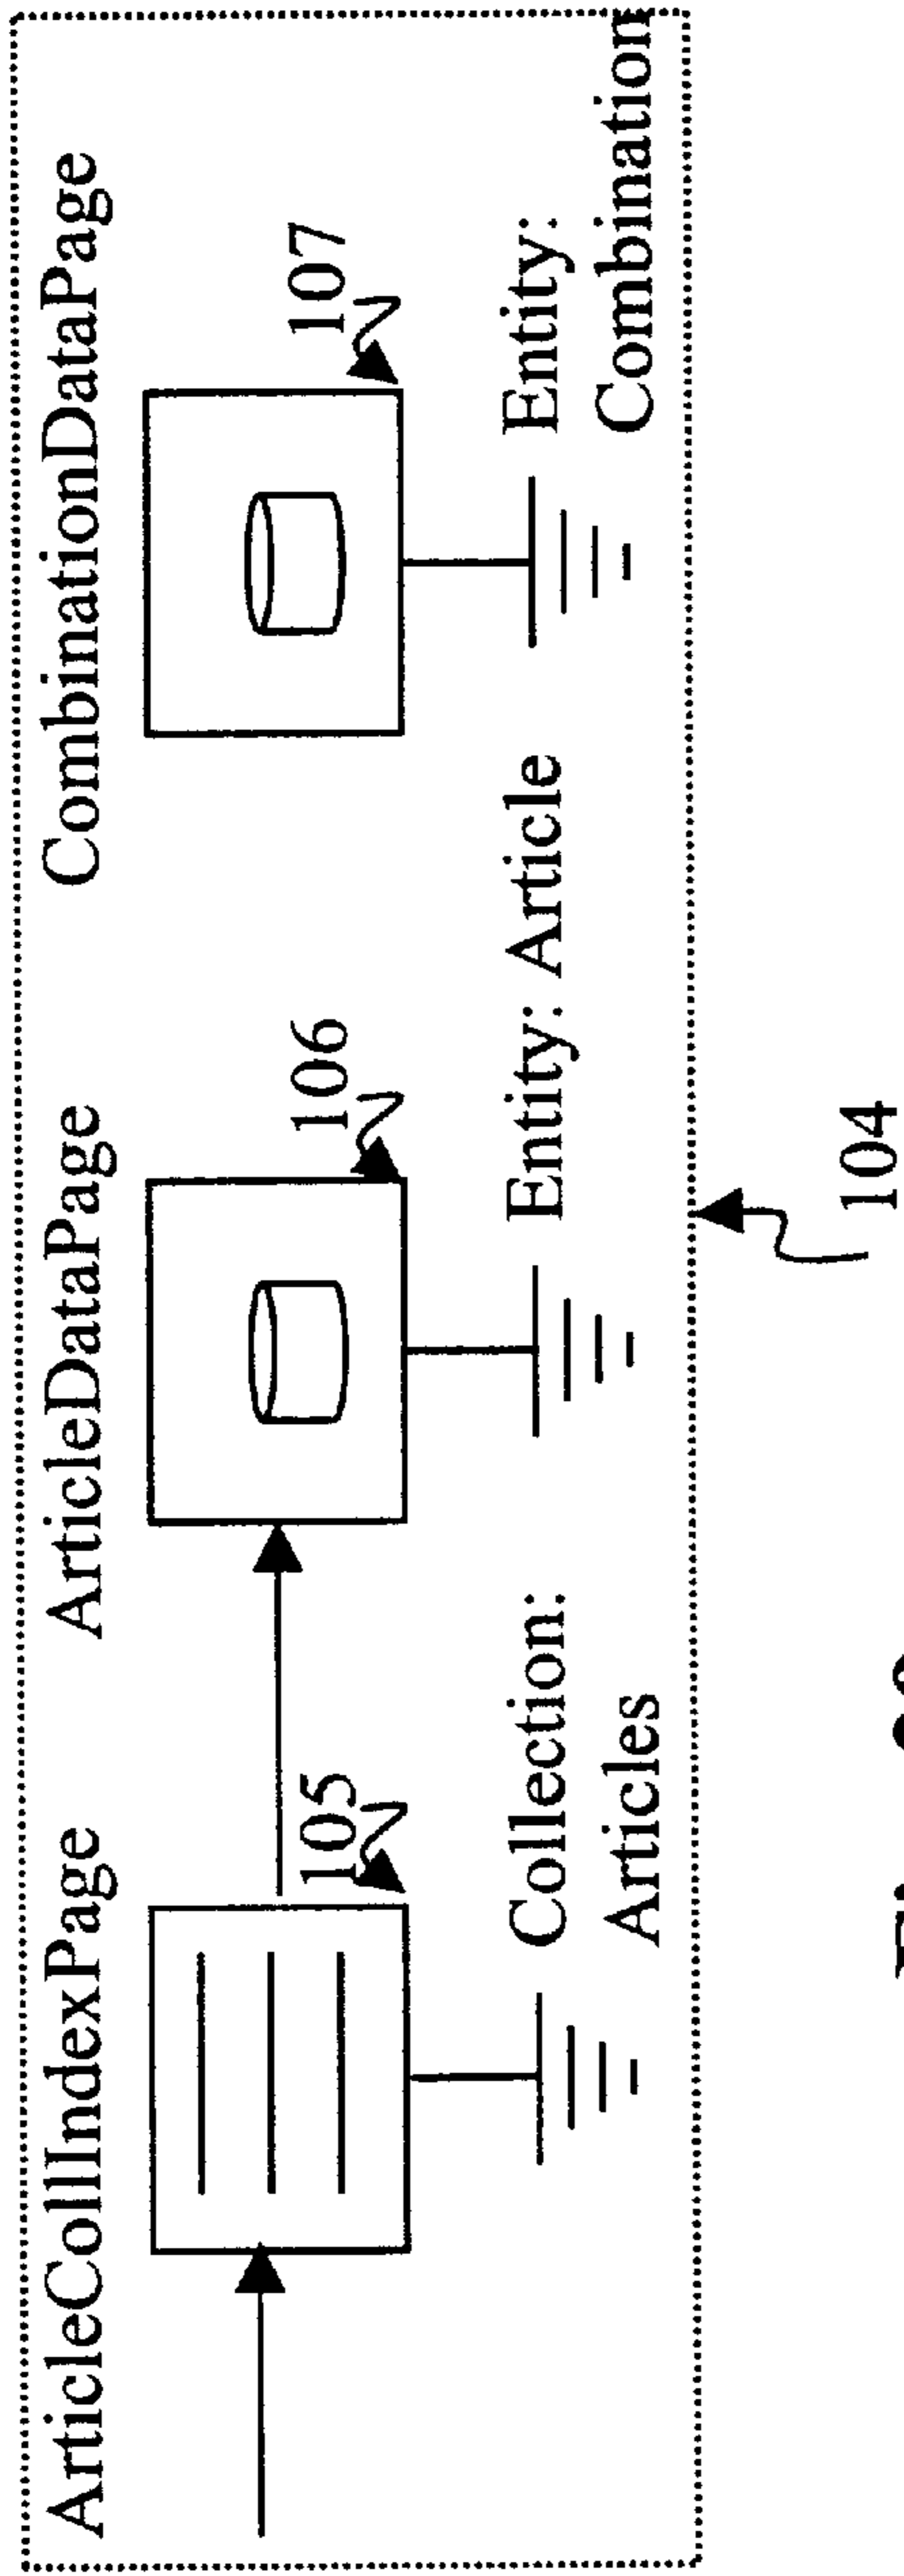 ArticleCollIndexPage
ArticleDataPage
CombinationDataPage
105
106
107
Collection:
Articles
Entity: Article
Entity:
Combination
104